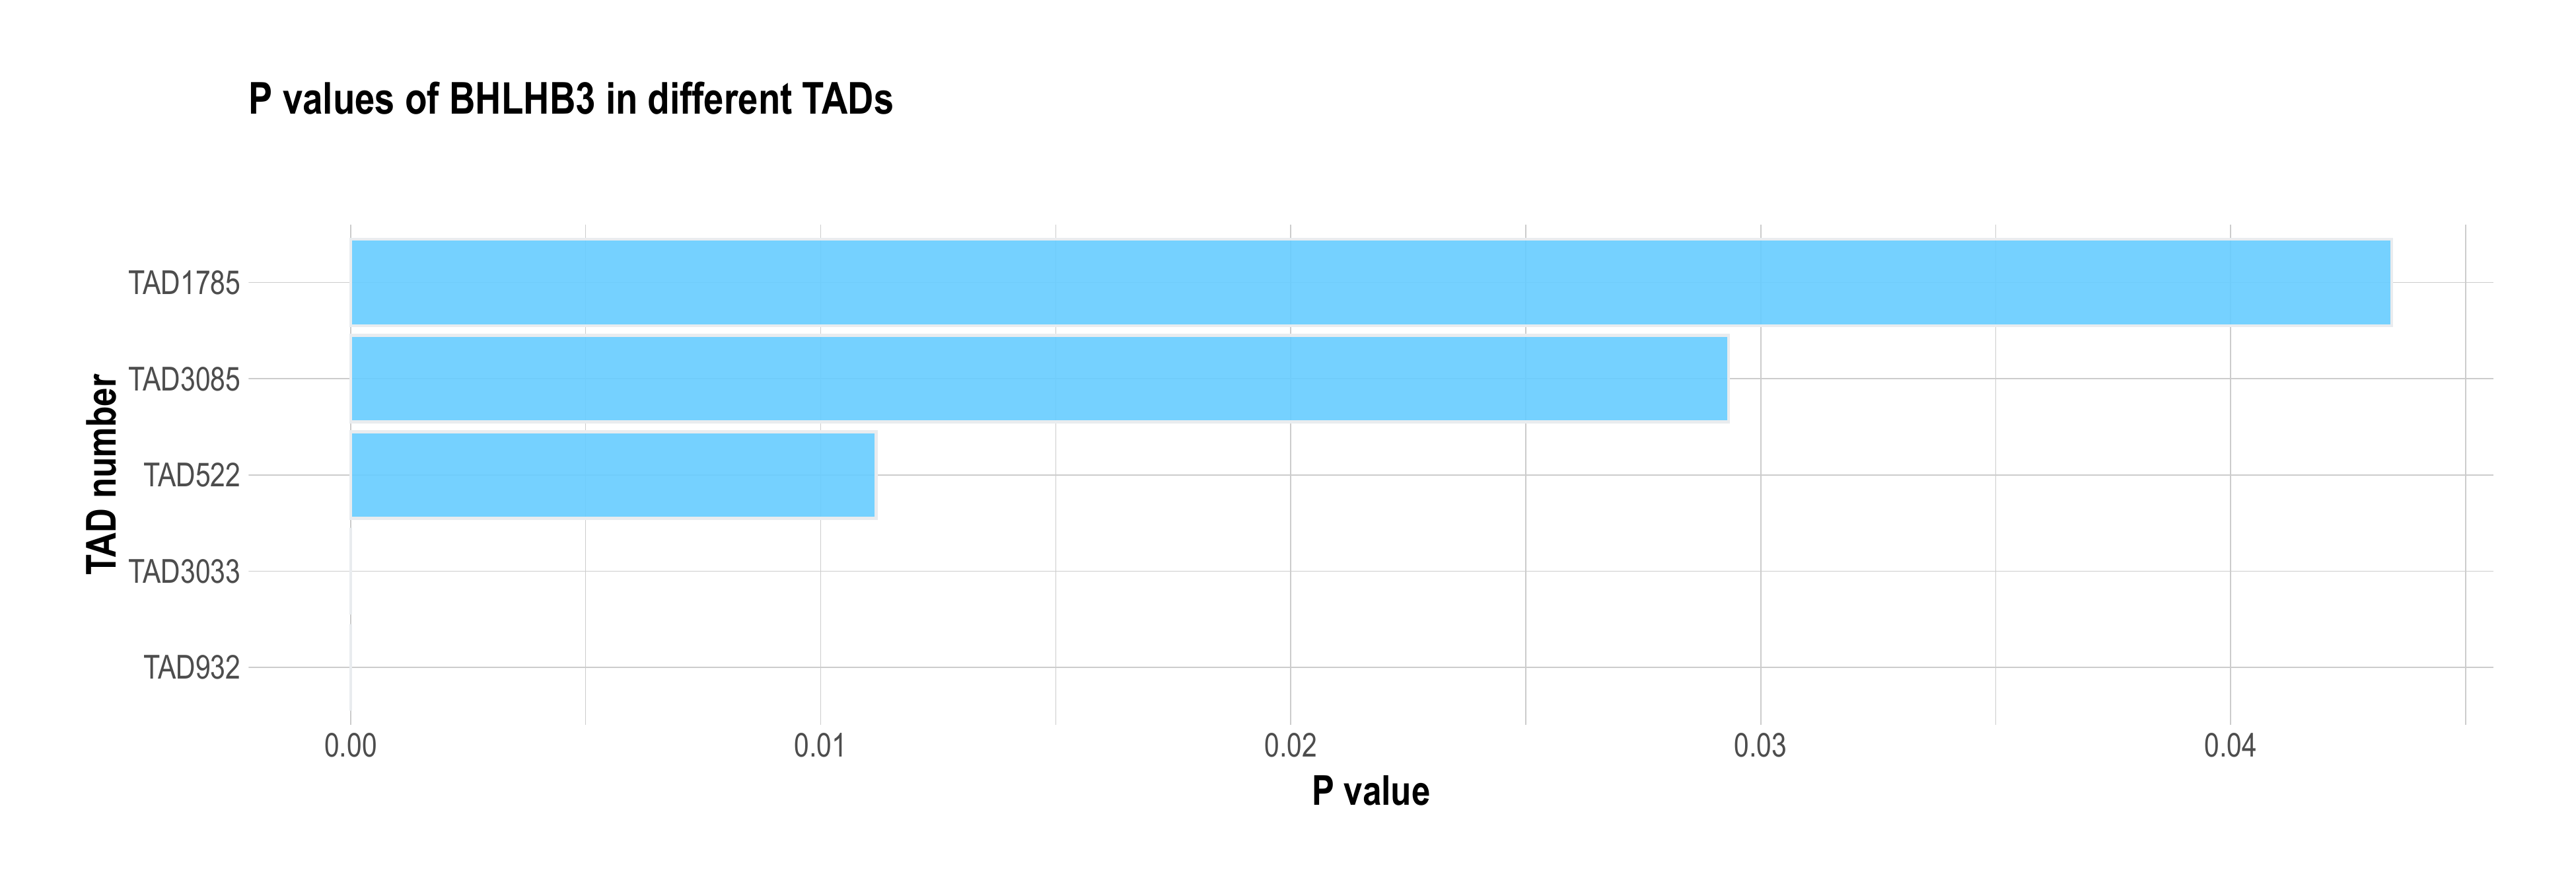 P values of BHLHB3 in different TADs
TAD number
TAD1785
TAD3085
TAD522
TAD3033
TAD932
0.00 0.01 0.02 0.03 0.04
P value